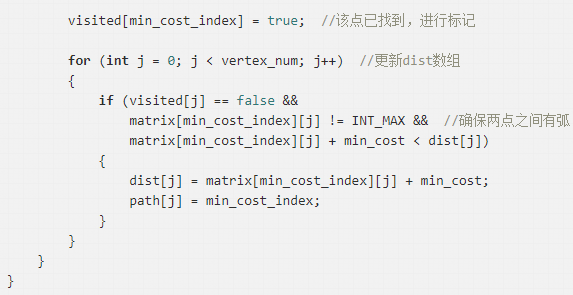 visited[min_cost_index] = true;  //该点已找到，进行标记
for (int j = 0; j < vertex_num; j++)  //更新dist数组
{
if (visited[j] == false &&
matrix[min_cost_index][j] != INT_MAX &&  //确保两点之间有弧
matrix[min_cost_index][j] + min_cost < dist[j])
{
dist[j] = matrix[min_cost_index][j] + min_cost;
path[j] = min_cost_index;
}
}
}
}